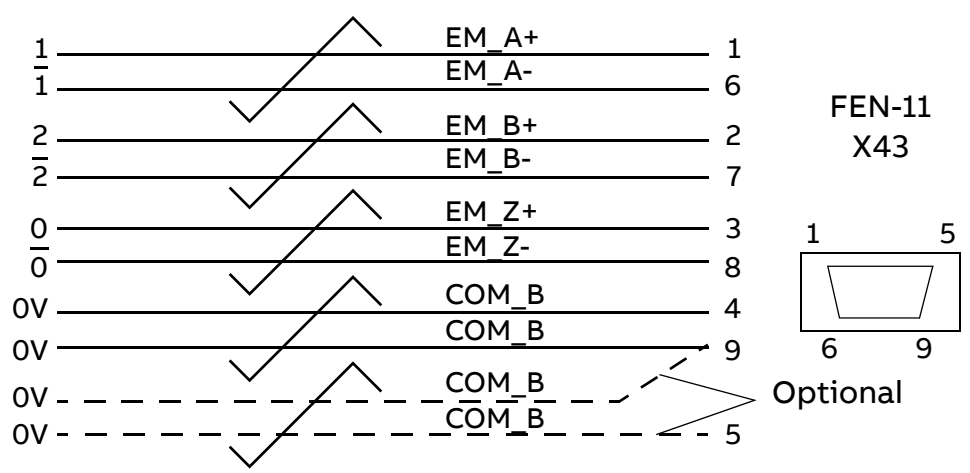 1 EM_A+ 1
1̅ EM_A- 6
2 EM_B+ 2
2̅ EM_B- 7
0 EM_Z+ 3
0̅ EM_Z- 8
0V COM_B 4
0V COM_B 9
0V COM_B
0V COM_B 5
Optional
FEN-11
X43
1 5
6 9